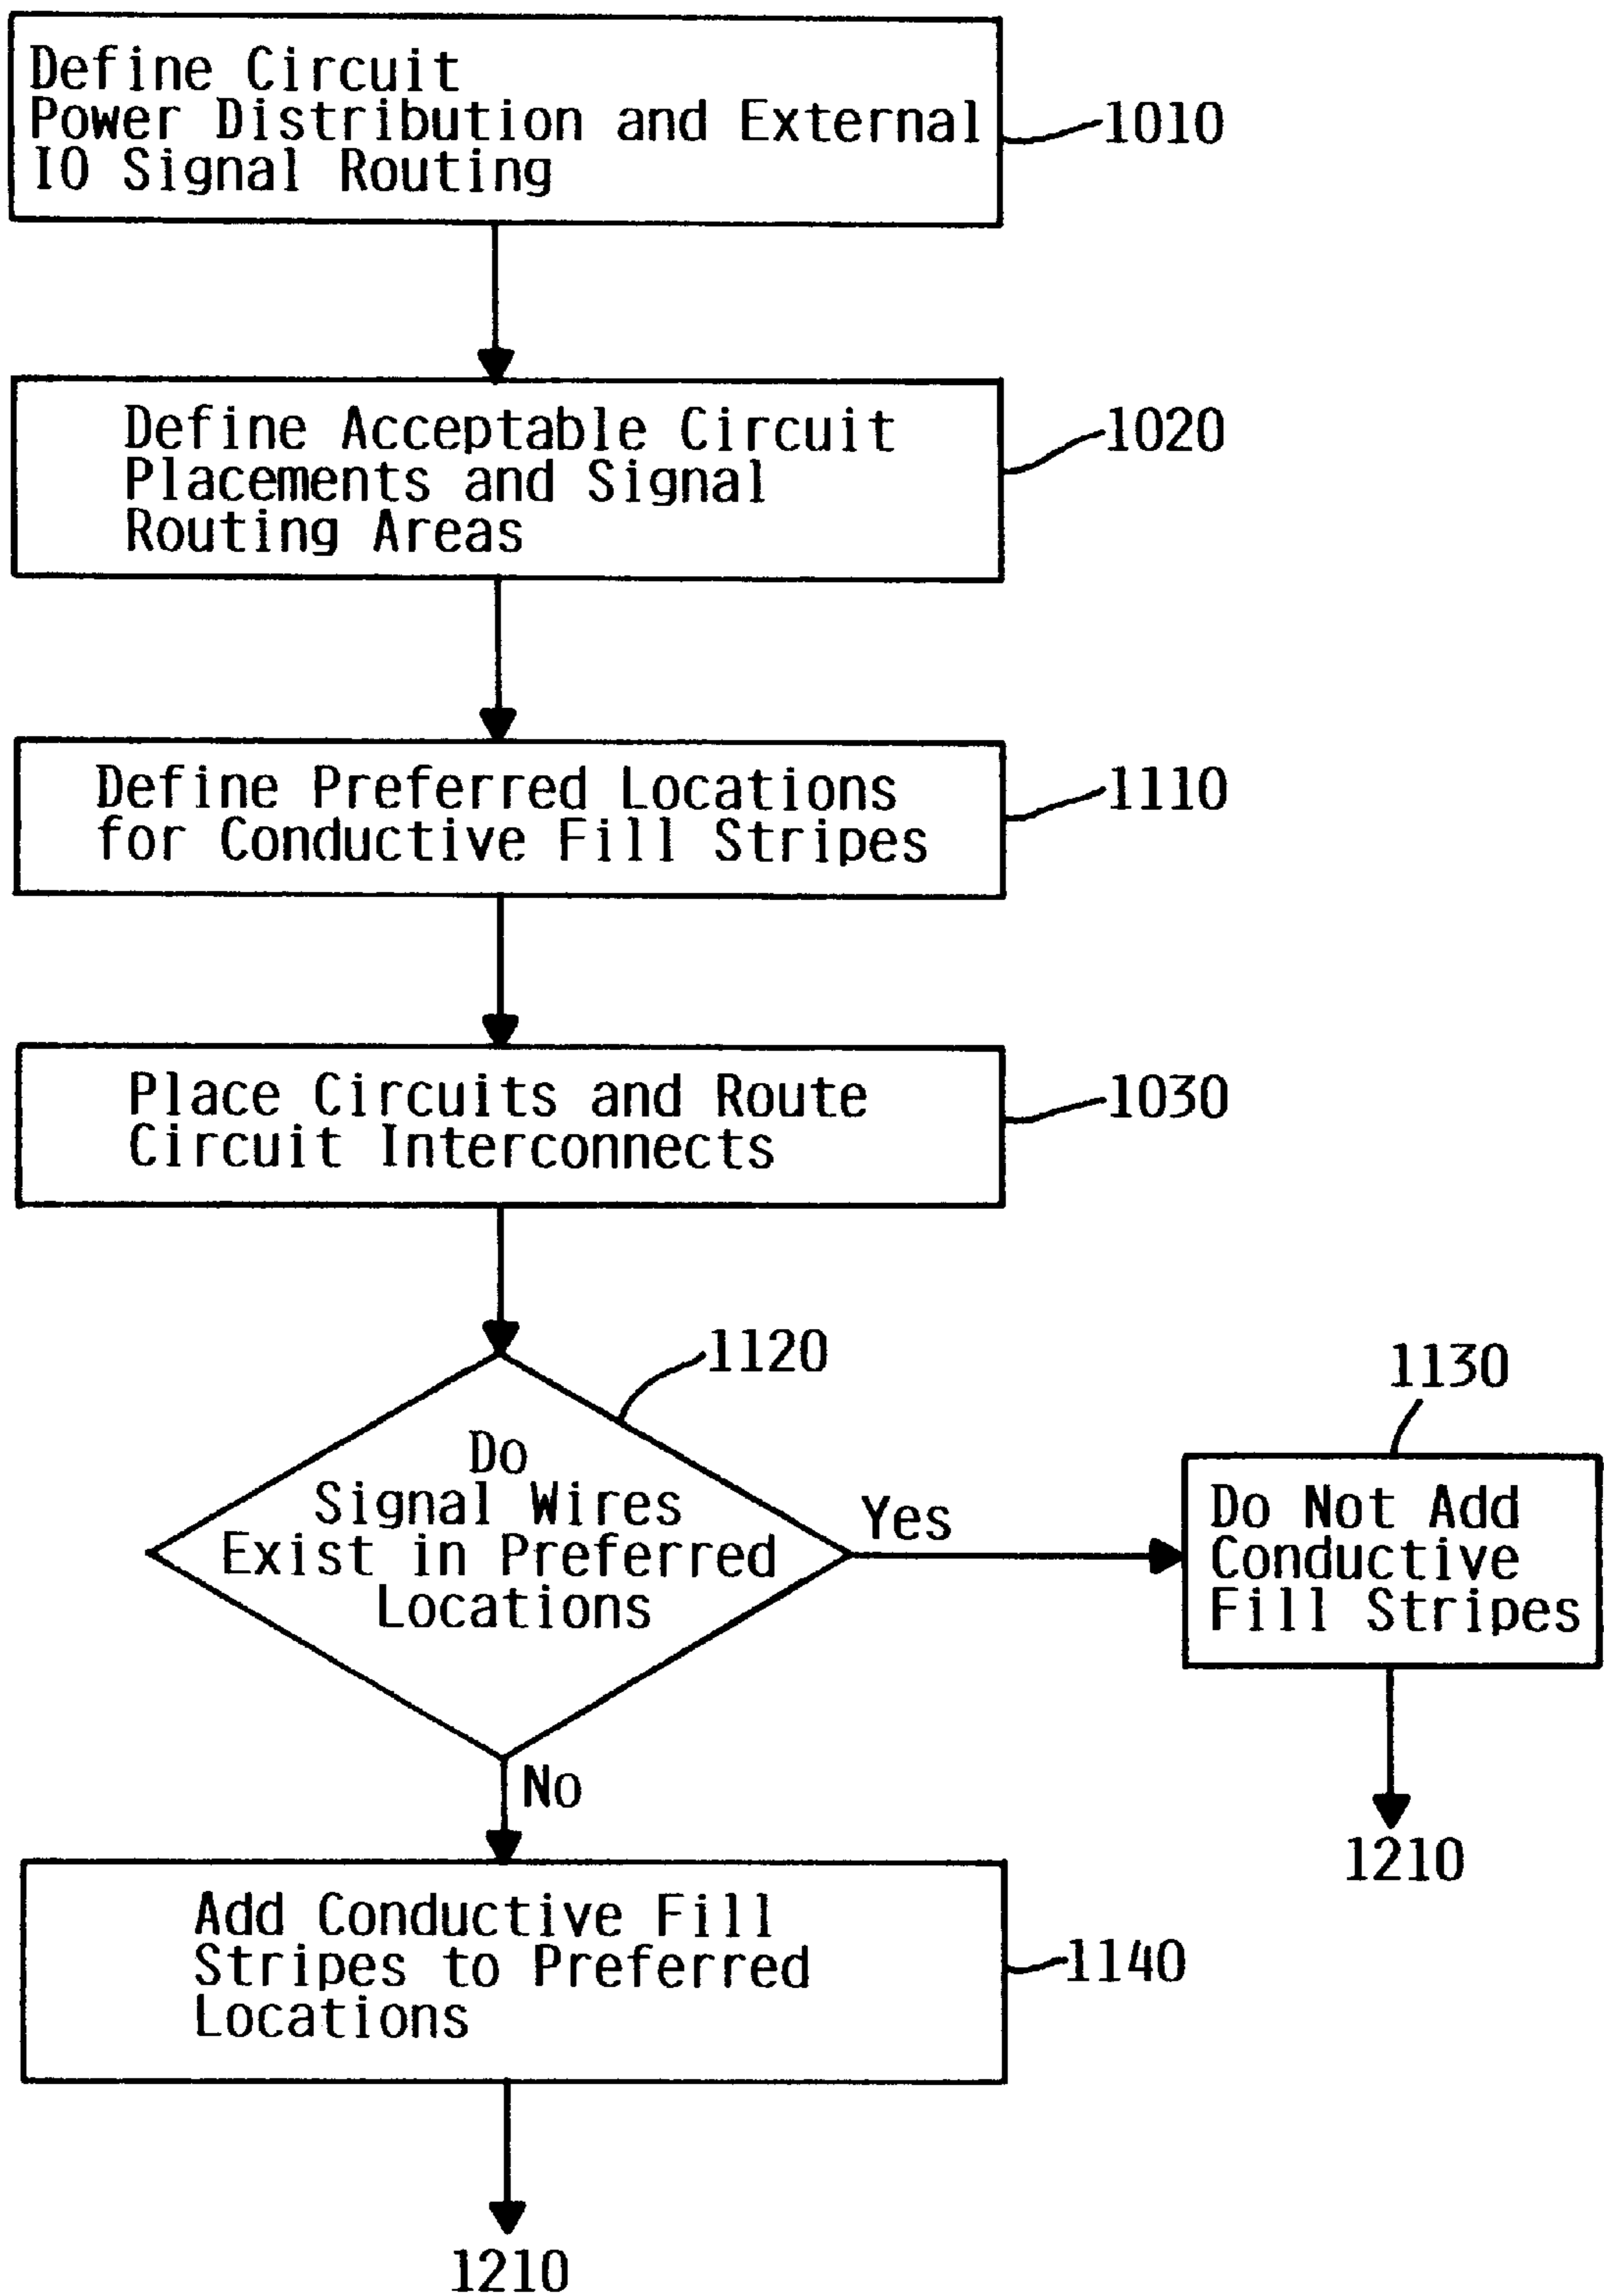 Define Circuit
Power Distribution and External
IO Signal Routing
1010
Define Acceptable Circuit
Placements and Signal
Routing Areas
1020
Define Preferred Locations
for Conductive Fill Stripes
1110
Place Circuits and Route
Circuit Interconnects
1030
1120
Do
Signal Wires
Exist in Preferred
Locations
Yes
1130
Do Not Add
Conductive
Fill Stripes
1210
No
Add Conductive Fill
Stripes to Preferred
Locations
1140
1210